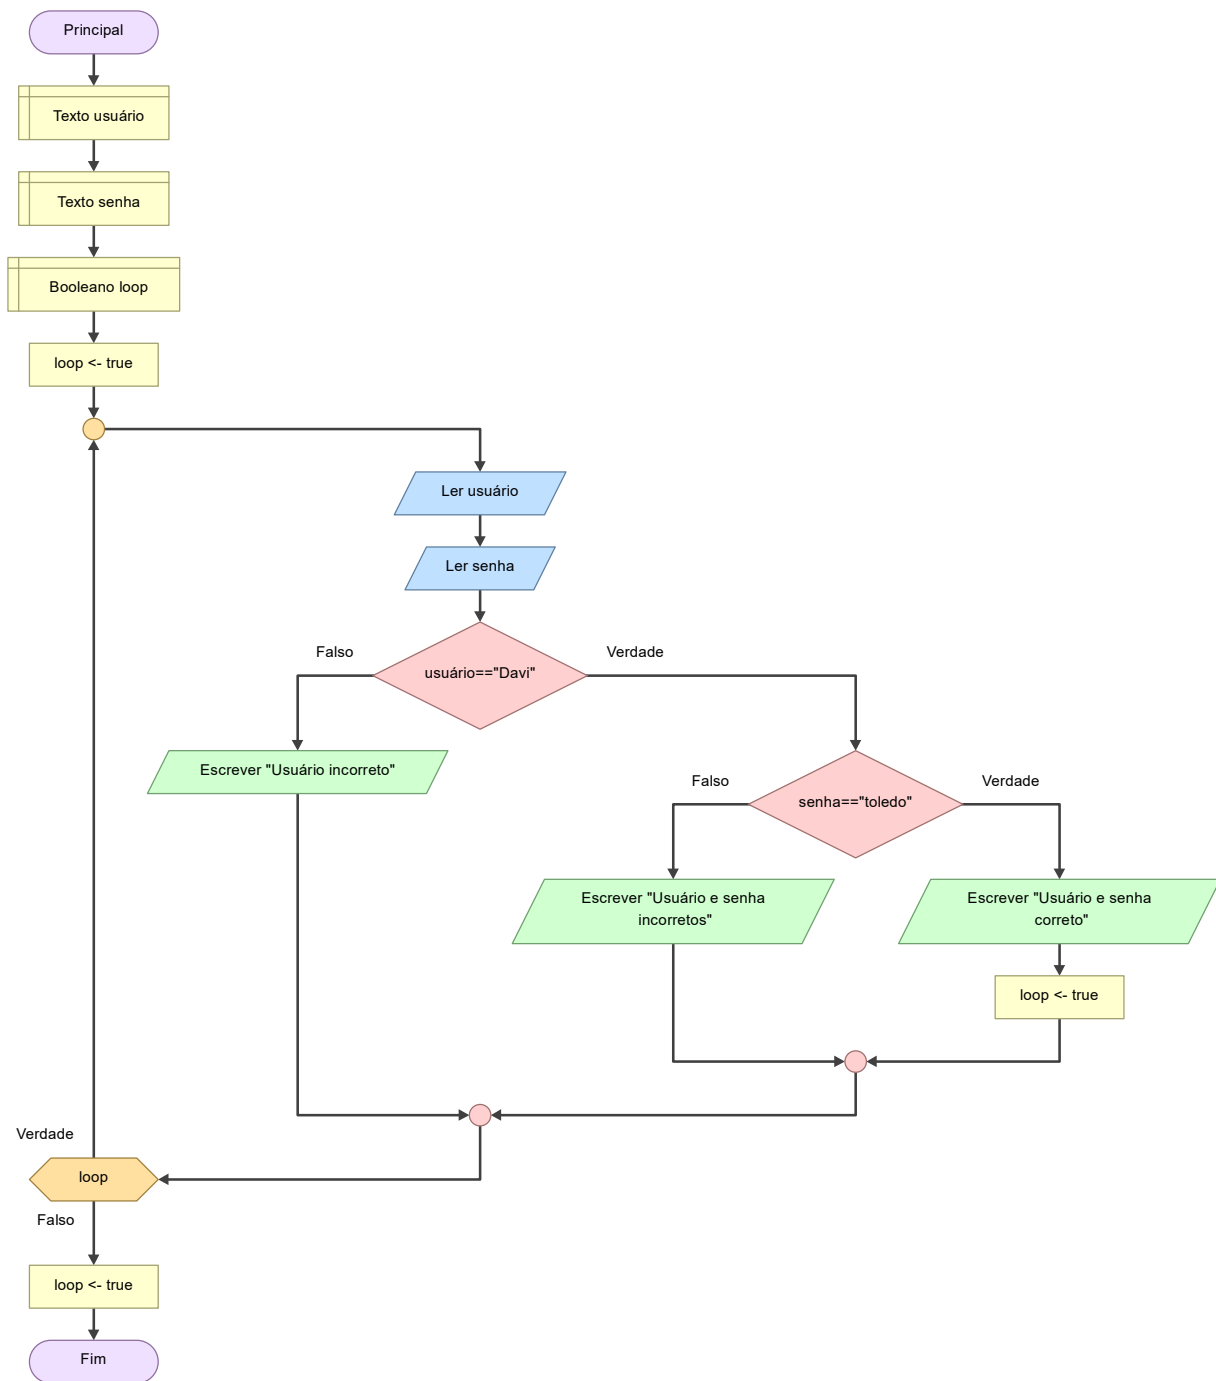 Principal
Texto usuário
Texto senha
Booleano loop
loop <- true
Ler usuário
Ler senha
Falso
Verdade
usuário=="Davi"
Escrever "Usuário incorreto"
Falso
Verdade
senha=="toledo"
Escrever "Usuário e senha
incorretos"
Escrever "Usuário e senha
correto"
loop <- true
Verdade
loop
Falso
loop <- true
Fim